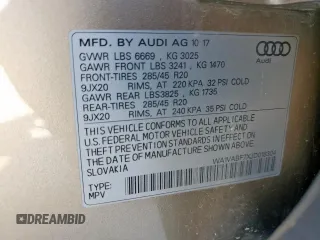 MFD. BY AUDI AG 10 17
GVWR LBS 6669 , KG 3025
GAWR FRONT LBS 3241 , KG 1470
FRONT-TIRES 285/45 R20
9JX20 RIMS, AT 220 KPA 32 PSI COLD
GAWR REAR LBS3825 , KG 1735
REAR-TIRES 285/45 R20
9JX20 RIMS, AT 240 KPA 35 PSI COLD
THIS VEHICLE CONFORMS TO ALL APPLICABLE
U.S. FEDERAL MOTOR VEHICLE SAFETY AND
THEFT PREVENTION STANDARDS IN EFFECT
ON THE DATE OF MANUFACTURE SHOWN ABOVE
SLOVAKIA
TYPE:
MPV
Audi
DREAMBID
DreamBid.com